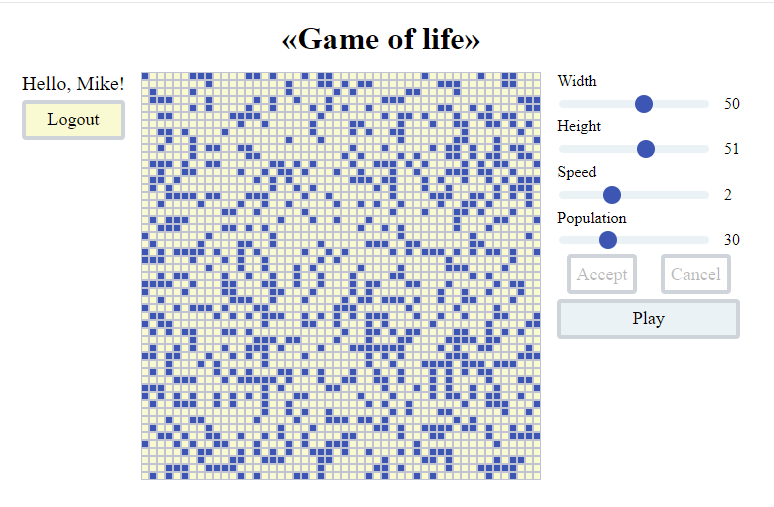 «Game of life»
Hello, Mike!
Logout
Width
50
Height
51
Speed
2
Population
30
Accept
Cancel
Play